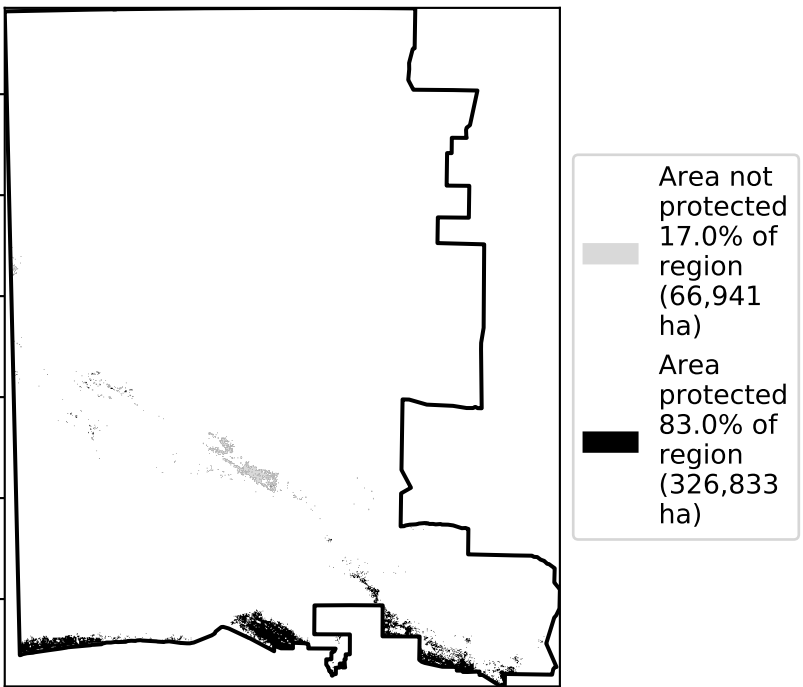 Area not
protected
17.0% of
region
(66,941
ha)
Area
protected
83.0% of
region
(326,833
ha)